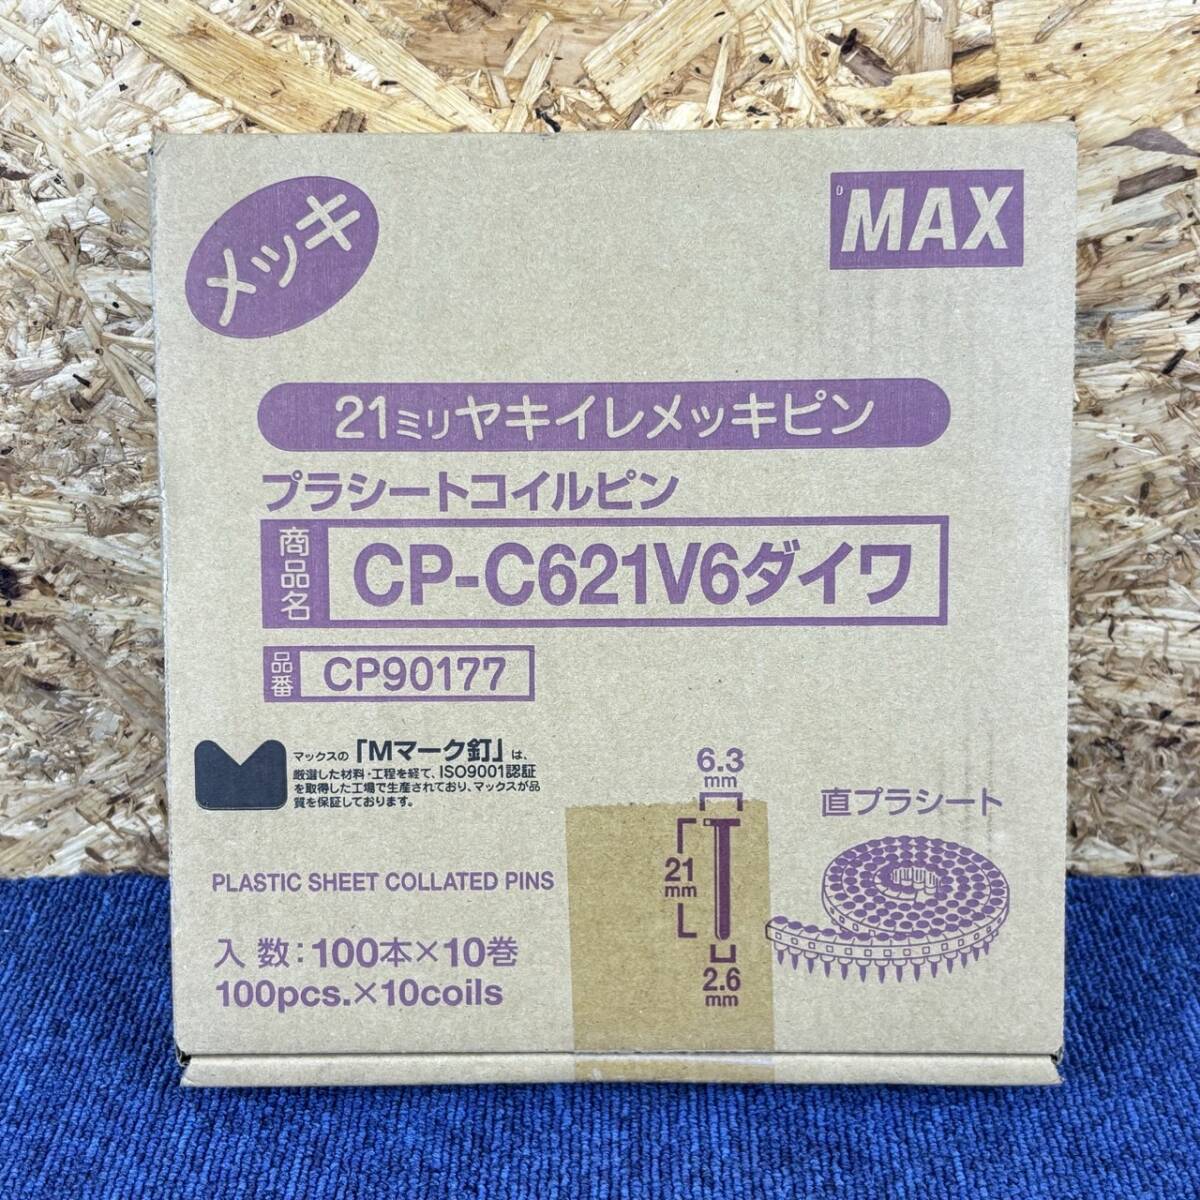 メッキ
MAX
21ミリヤキイレメッキピン
プラシートコイルピン
商品名
CP-C621V6ダイワ
品番
CP90177
マックスの「Mマーク釘」は、
厳選した材料・工程を経て、ISO9001認証
を取得した工場で生産されており、マックスが品
質を保証しております。
6.3
mm
直プラシート
21
mm
2.6
mm
PLASTIC SHEET COLLATED PINS
入数:100本×10巻
100pcs.×10coils